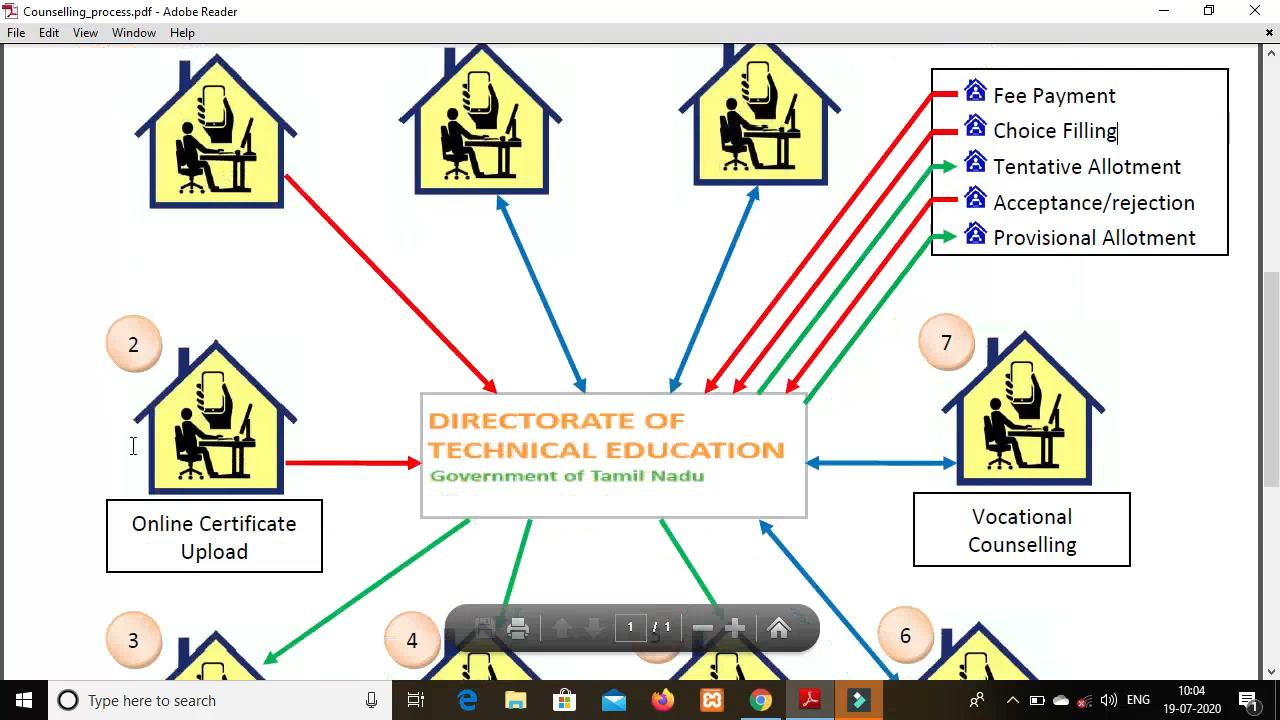 Counselling_process.pdf - Adobe Reader
File Edit View Window Help
Fee Payment
Choice Filling
Tentative Allotment
Acceptance/rejection
Provisional Allotment
2
7
DIRECTORATE OF
TECHNICAL EDUCATION
Government of Tamil Nadu
Online Certificate
Upload
Vocational
Counselling
3
4
6
1 / 1
Type here to search
ENG
10:04
19-07-2020
1